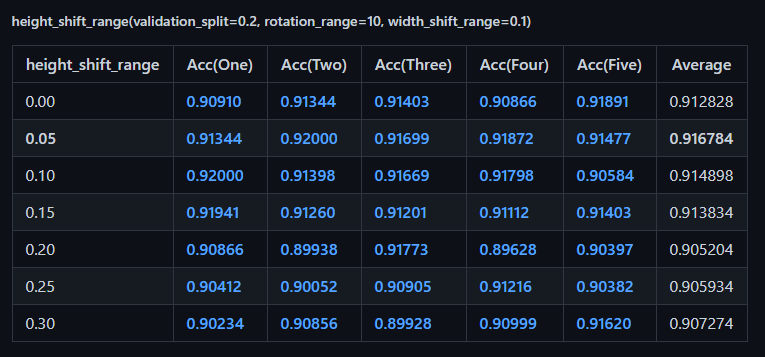 height_shift_range(validation_split=0.2, rotation_range=10, width_shift_range=0.1)
height_shift_range Acc(One) Acc(Two) Acc(Three) Acc(Four) Acc(Five) Average
0.00 0.90910 0.91344 0.91403 0.90866 0.91891 0.912828
0.05 0.91344 0.92000 0.91699 0.91872 0.91477 0.916784
0.10 0.92000 0.91398 0.91669 0.91798 0.90584 0.914898
0.15 0.91941 0.91260 0.91201 0.91112 0.91403 0.913834
0.20 0.90866 0.89938 0.91773 0.89628 0.90397 0.905204
0.25 0.90412 0.90052 0.90905 0.91216 0.90382 0.905934
0.30 0.90234 0.90856 0.89928 0.90999 0.91620 0.907274